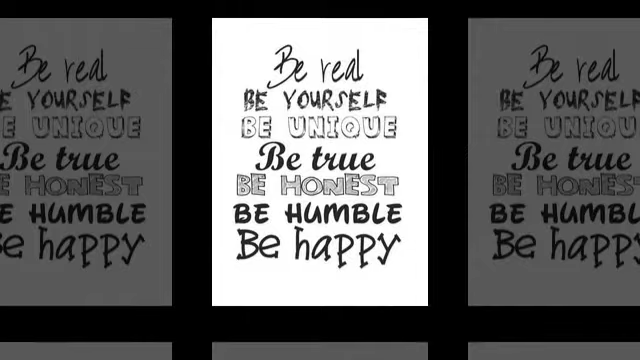 Be real
BE YOURSELF
BE UNIQUE
Be true
BE HONEST
BE HUMBLE
Be happy